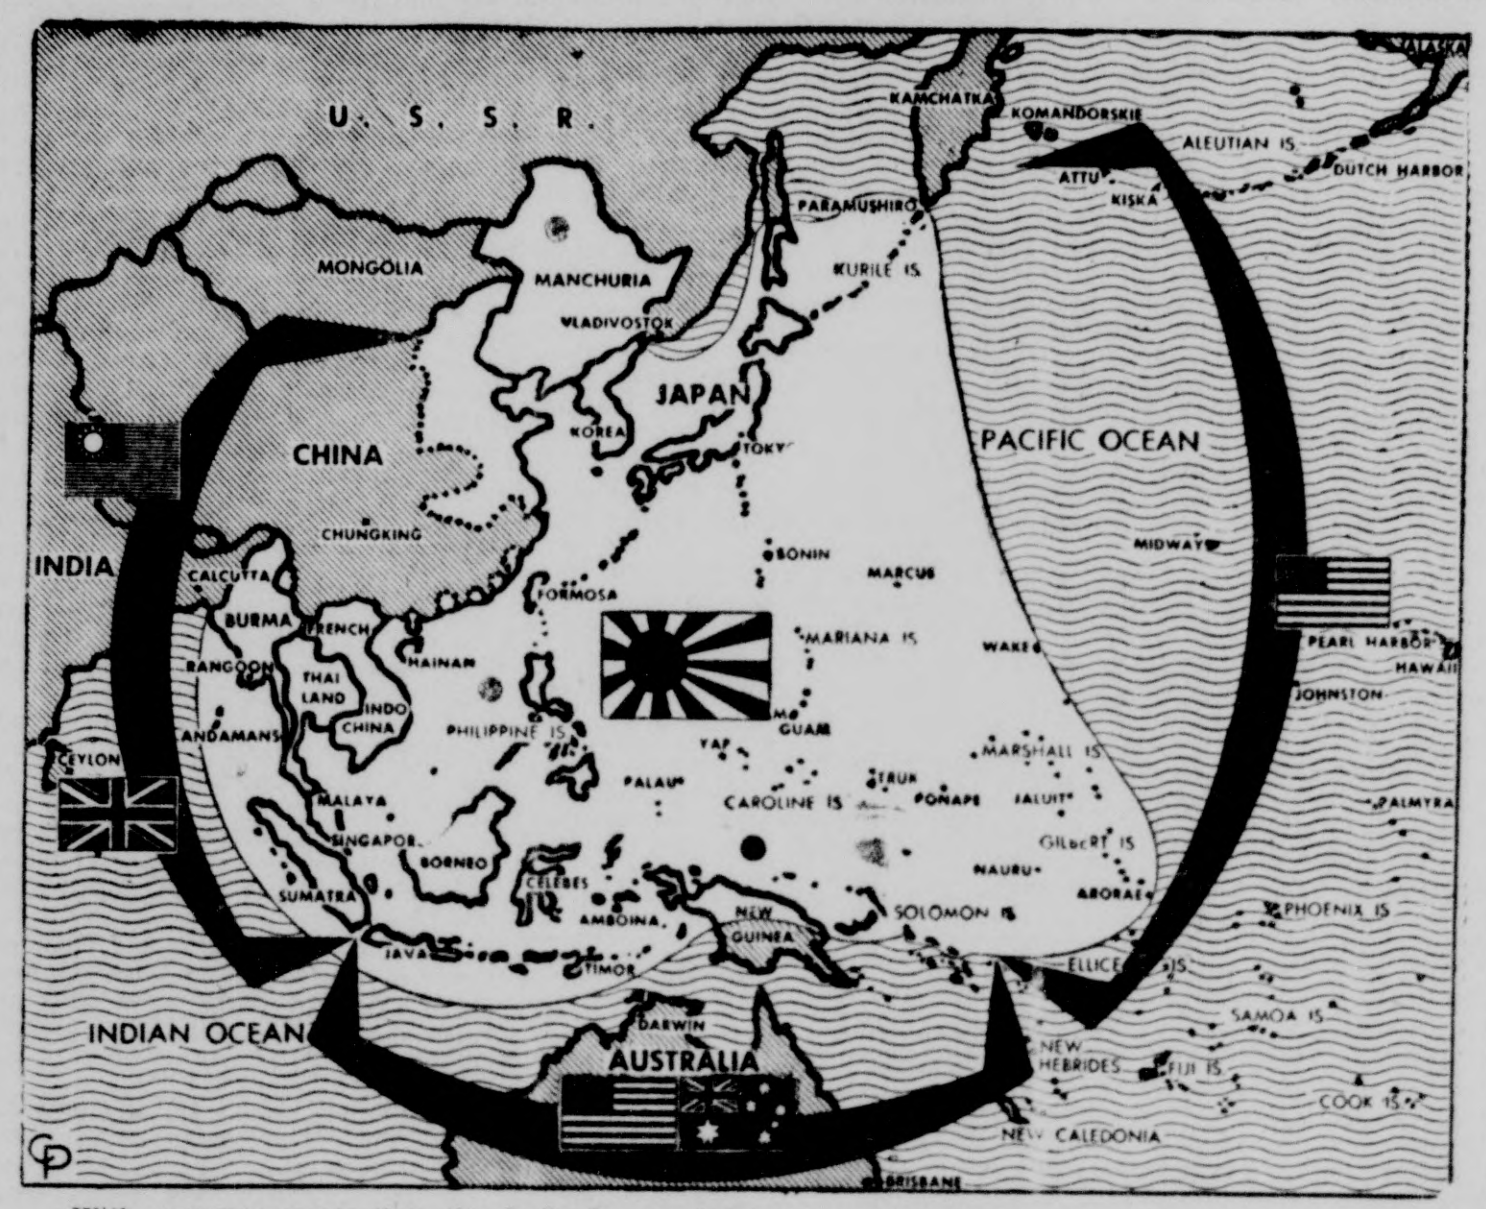 ALASKA
KAMCHATKA
KOMANDORSKIE
U. S. S. R.
ALEUTIAN IS.
DUTCH HARBOR
ATTU
KISKA
PARAMUSHIRO
MONGOLIA
MANCHURIA
KURILE IS.
VLADIVOSTOK
JAPAN
KOREA
TOKY
PACIFIC OCEAN
CHINA
CHUNGKING
MIDWAY
BONIN
INDIA
CALCUTTA
MARCUS
FORMOSA
BURMA
FRENCH
MARIANA IS
WAKE
PEARL HARBOR
HAWAII
RANGOON
HAINAN
THAI
LAND
JOHNSTON
INDO
CHINA
GUAM
ANDAMANS
PHILIPPINE IS
YAP
MARSHALL IS
CEYLON
PALAU
TRUK
MALAYA
CAROLINE IS
PONAPE
JALUIT
PALMYRA
SINGAPOR
BORNEO
GILBERT IS
NAURU
CELEBES
SUMATRA
ARORAE
AMBOINA
NEW
GUINEA
SOLOMON IS
PHOENIX IS
JAVA
TIMOR
ELLICE IS
INDIAN OCEAN
DARWIN
SAMOA IS
AUSTRALIA
NEW
HEBRIDES
FIJI IS
COOK IS
NEW CALEDONIA
CP
BRISBANE